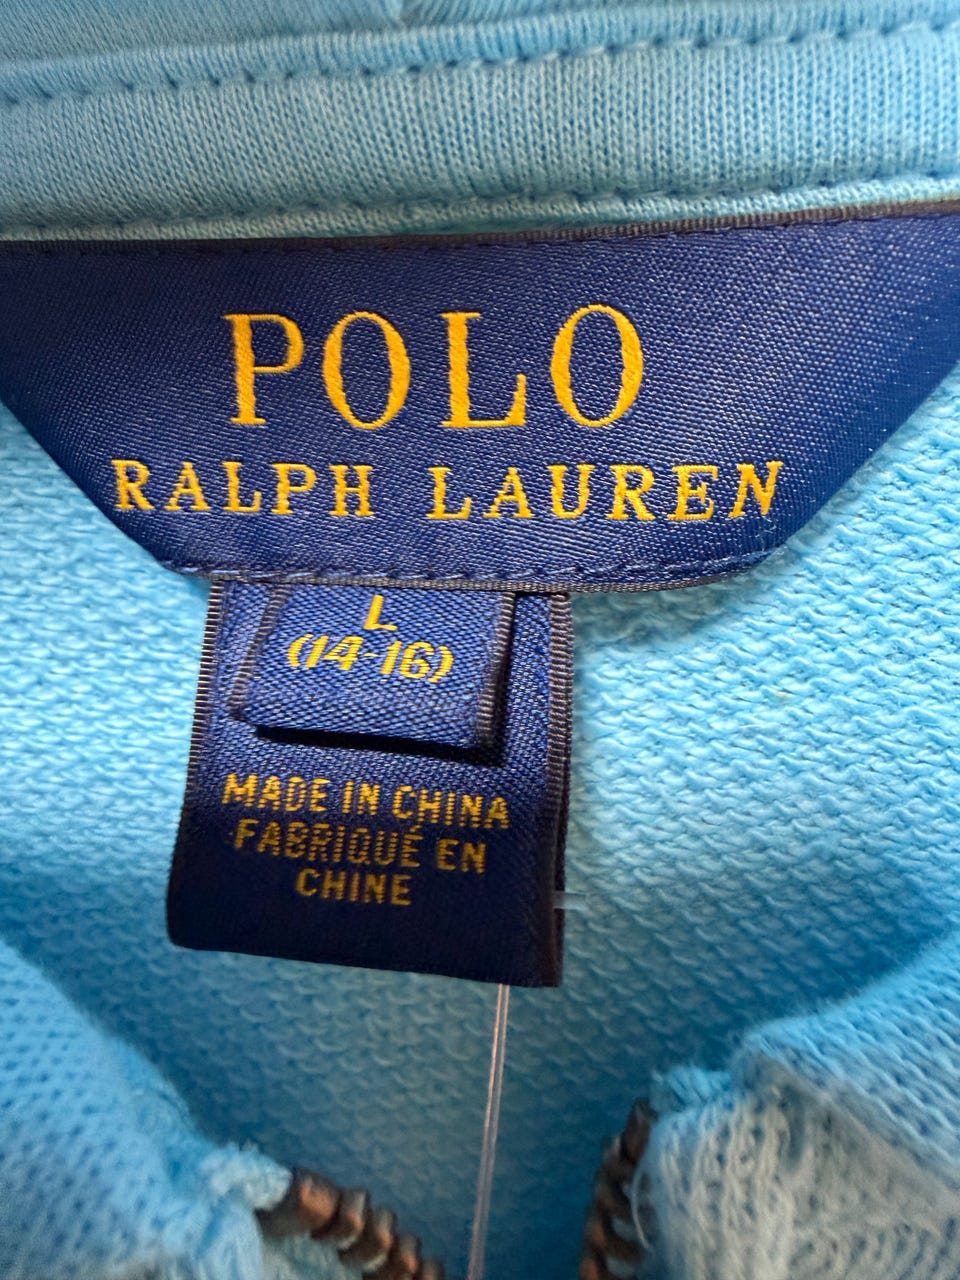 POLO
RALPH LAUREN
L
(14-16)
MADE IN CHINA
FABRIQUÉ EN
CHINE